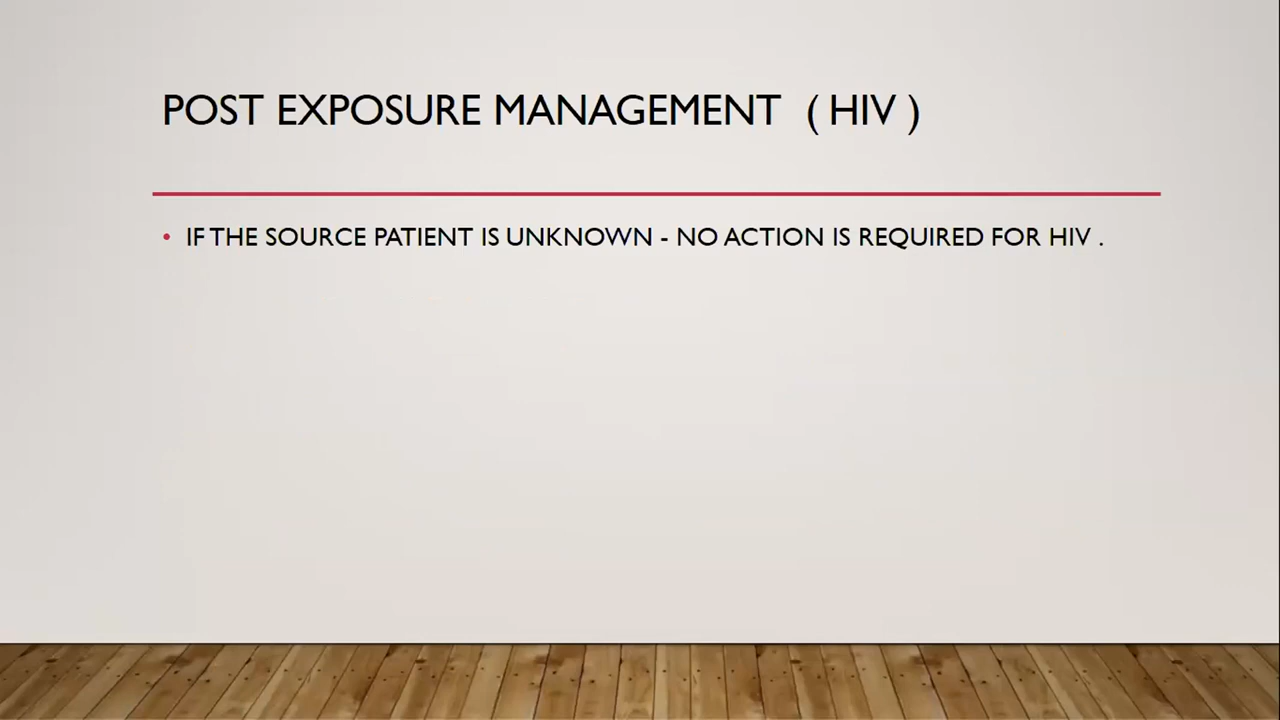 POST EXPOSURE MANAGEMENT ( HIV )
• IF THE SOURCE PATIENT IS UNKNOWN - NO ACTION IS REQUIRED FOR HIV .